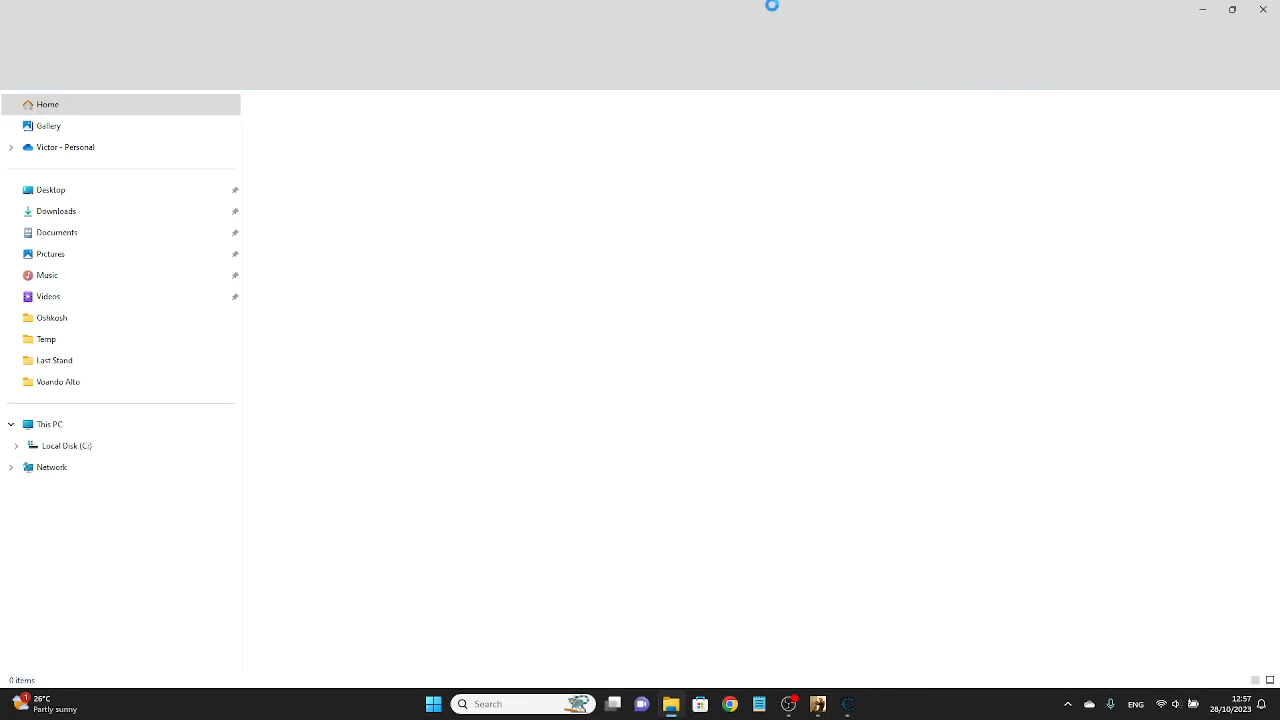 Home
Gallery
Victor - Personal
Desktop
Downloads
Documents
Pictures
Music
Videos
Oshkosh
Temp
Last Stand
Voando Alto
This PC
Local Disk (C:)
Network
0 items
1
26°C
Partly sunny
Search
ENG
12:57
28/10/2023